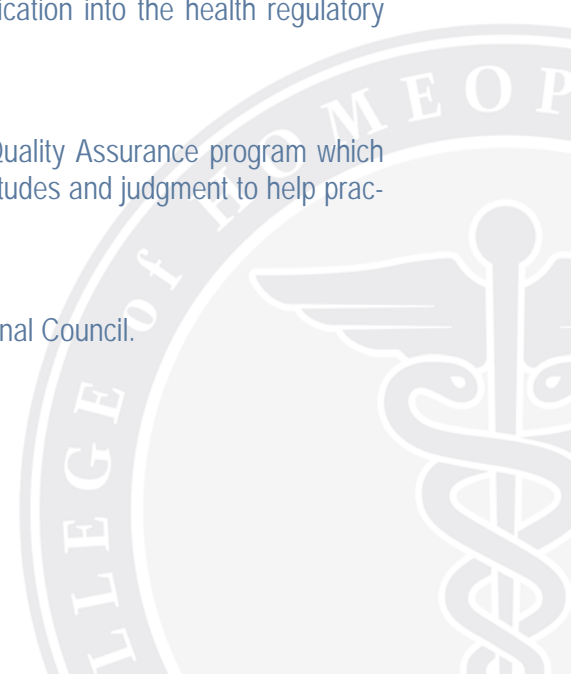 ication into the health regulatory
Quality Assurance program which
tudes and judgment to help prac-
nal Council.
LLEGE of HOMEOP